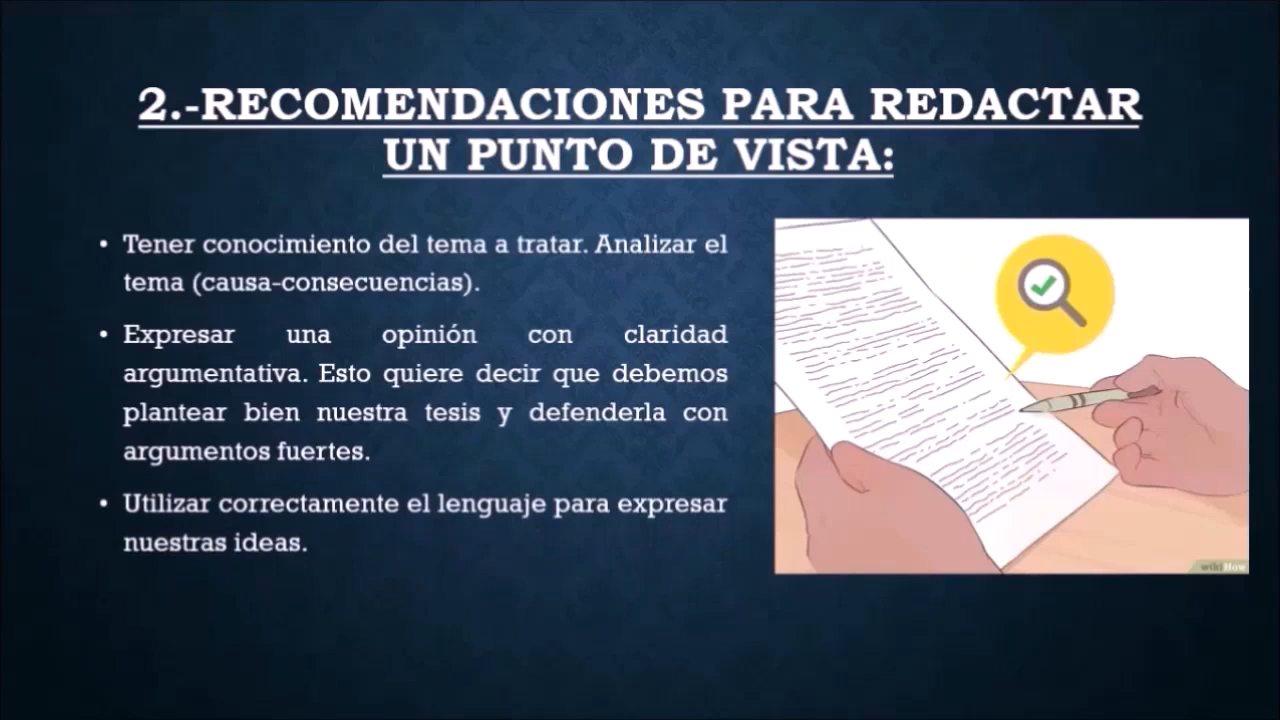 2.-RECOMENDACIONES PARA REDACTAR
UN PUNTO DE VISTA:
• Tener conocimiento del tema a tratar. Analizar el
tema (causa-consecuencias).
• Expresar una opinión con claridad
argumentativa. Esto quiere decir que debemos
plantear bien nuestra tesis y defenderla con
argumentos fuertes.
• Utilizar correctamente el lenguaje para expresar
nuestras ideas.
wikiHow